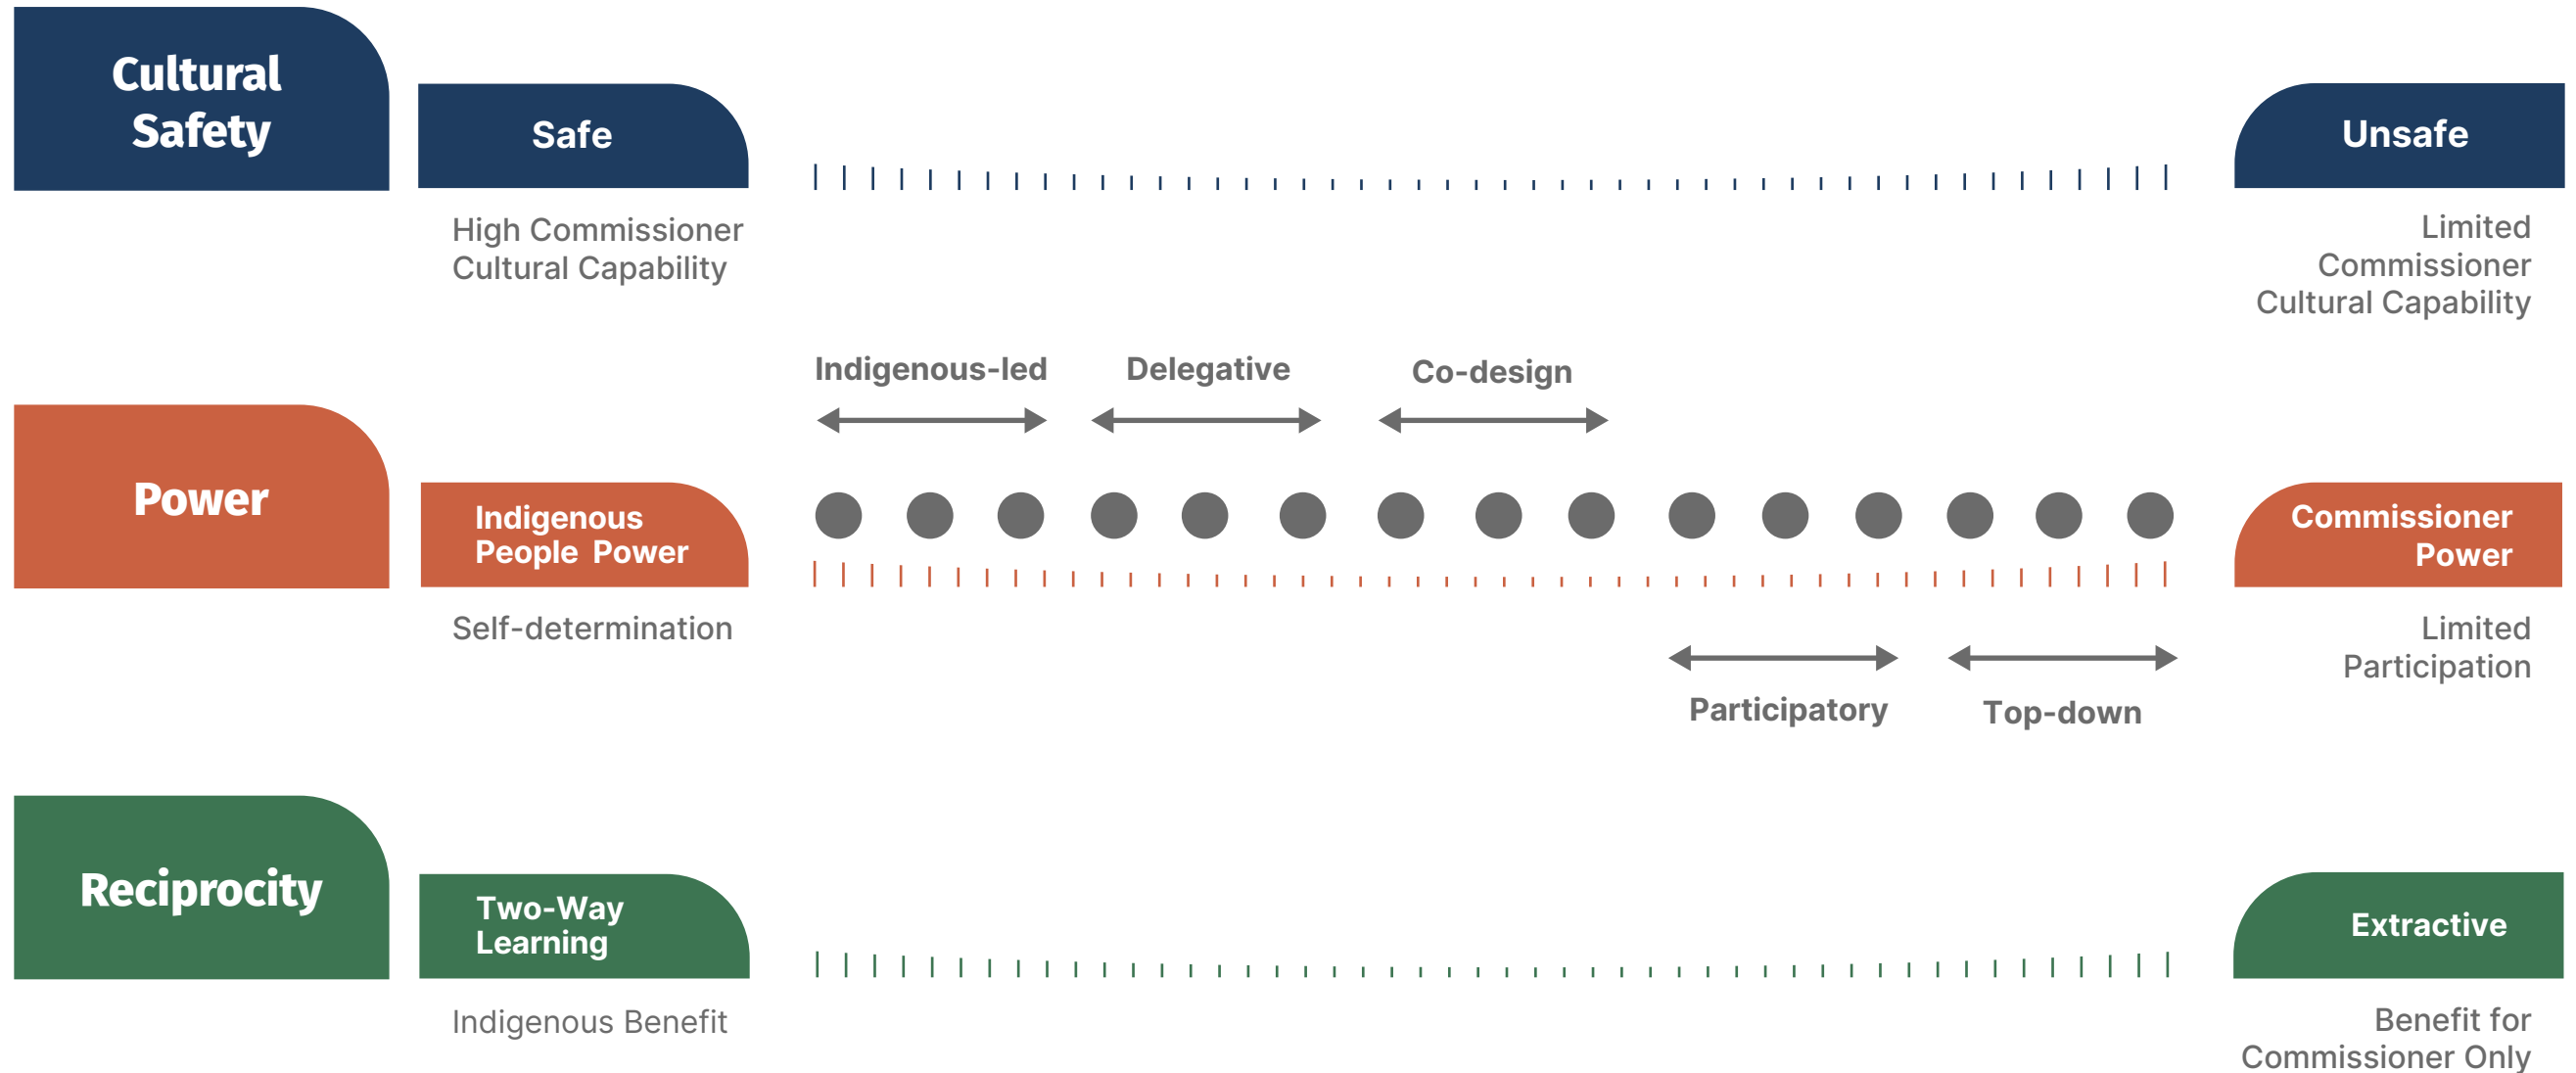 Cultural
Safety
Safe
Unsafe
High Commissioner
Cultural Capability
Limited
Commissioner
Cultural Capability
Indigenous-led
Delegative
Co-design
Power
Indigenous
People Power
Commissioner
Power
Self-determination
Limited
Participation
Participatory
Top-down
Reciprocity
Two-Way
Learning
Extractive
Indigenous Benefit
Benefit for
Commissioner Only